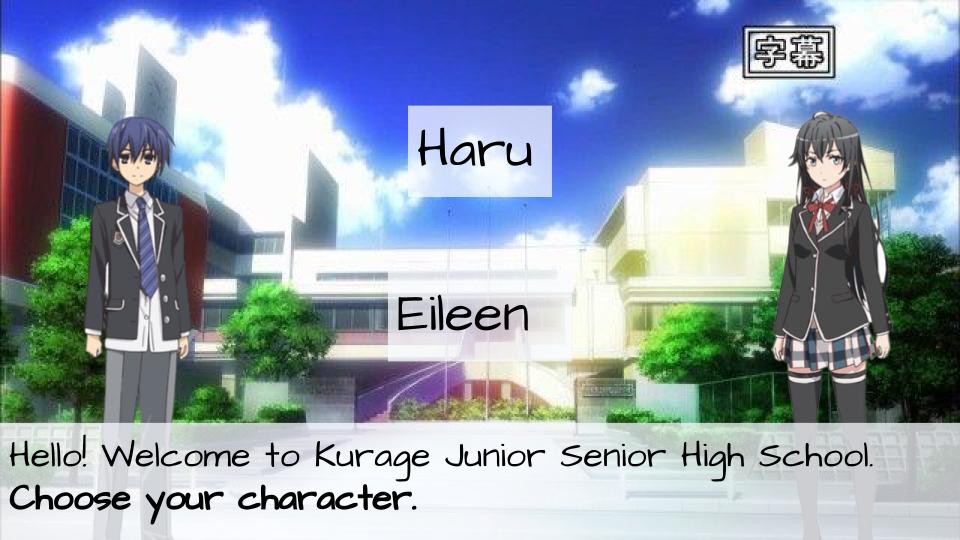 字幕
Haru
Eileen
Hello! Welcome to Kurage Junior Senior High School.
Choose your character.